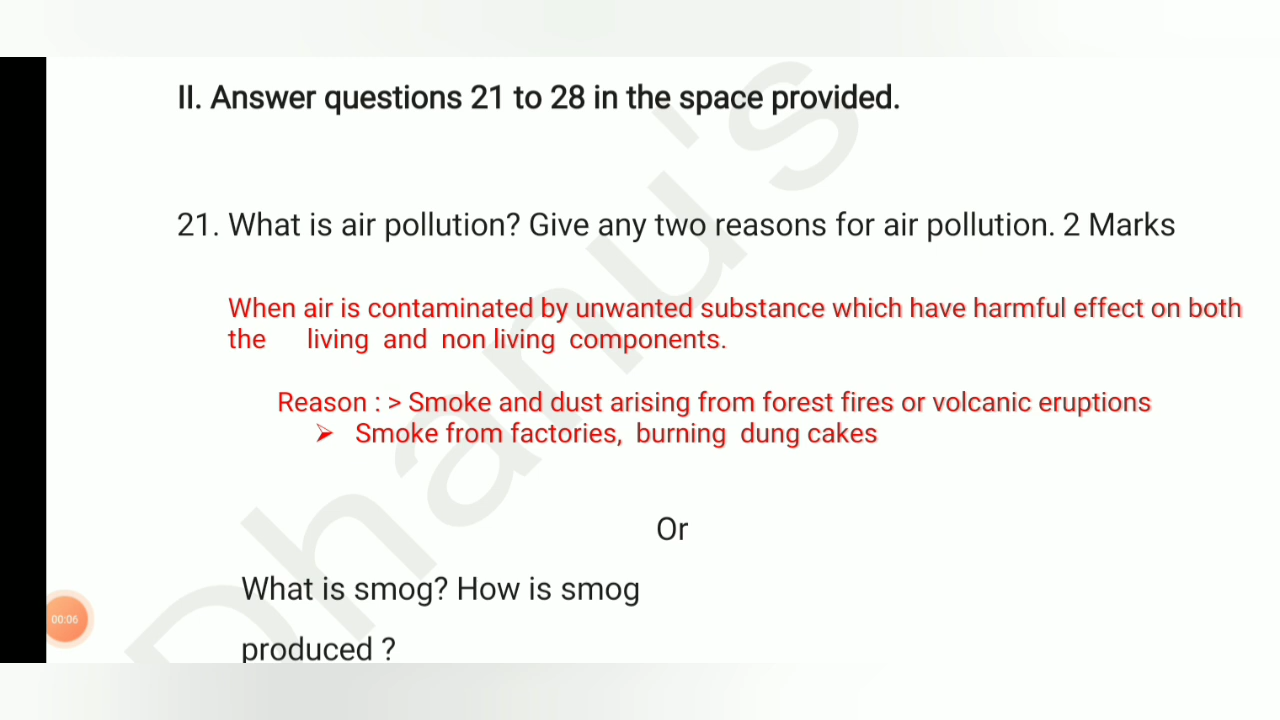 II. Answer questions 21 to 28 in the space provided.
21. What is air pollution? Give any two reasons for air pollution. 2 Marks
When air is contaminated by unwanted substance which have harmful effect on both
the living and non living components.
Reason : > Smoke and dust arising from forest fires or volcanic eruptions
➢ Smoke from factories, burning dung cakes
Or
What is smog? How is smog
produced ?
00:06
Dhanu's